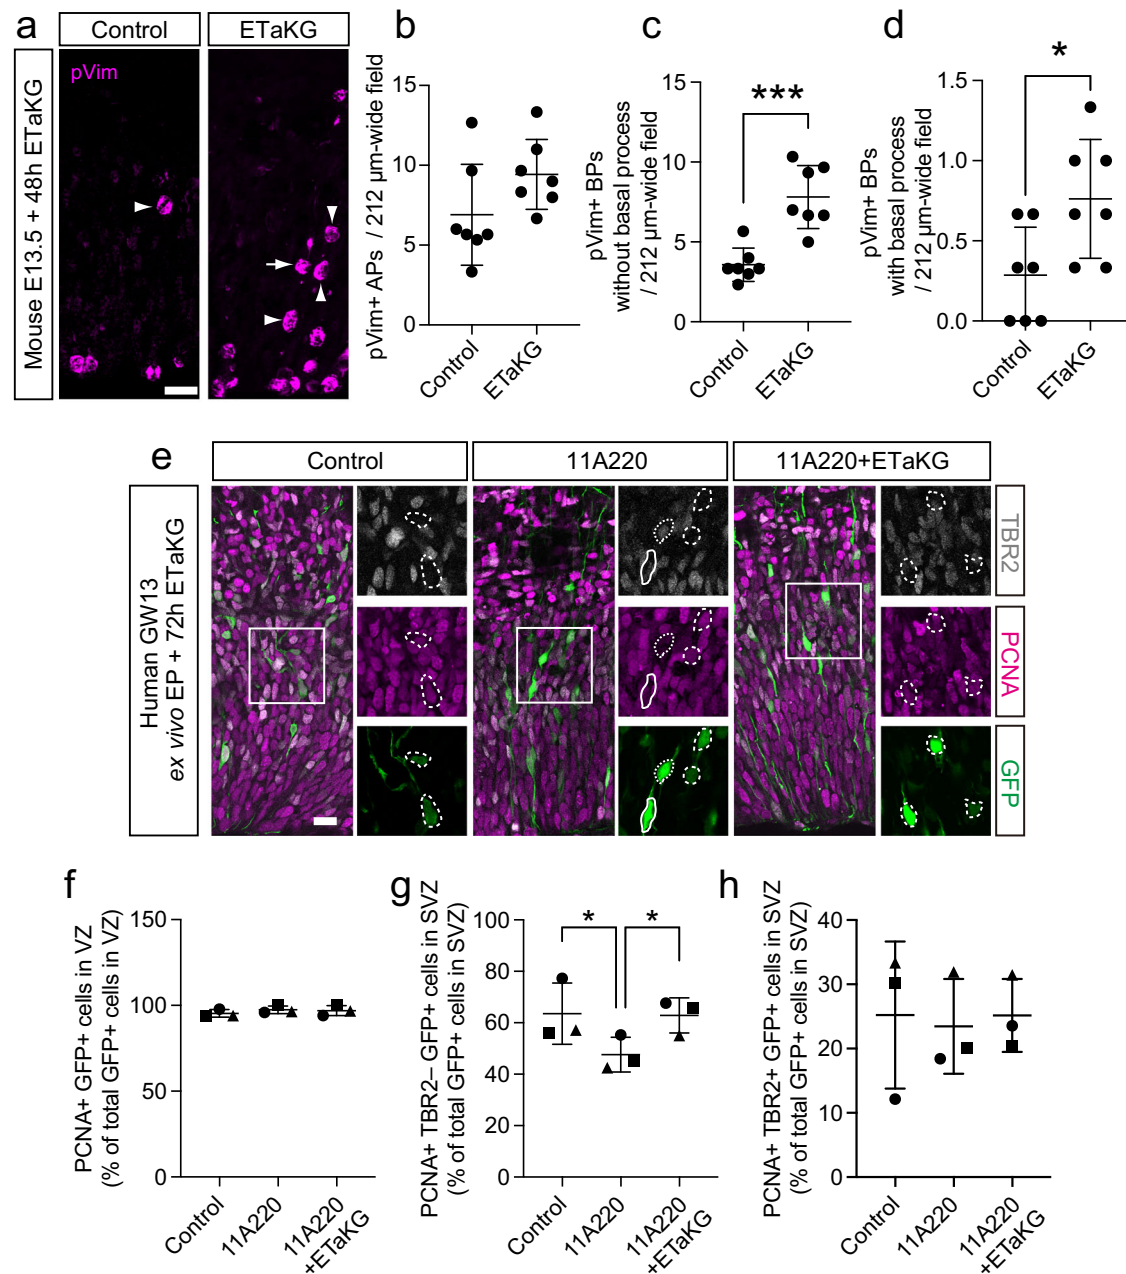 a
Control
ETaKG
Mouse E13.5 + 48h ETaKG
pVim
b
pVim+ APs / 212 µm-wide field
15
10
5
0
Control
ETaKG
c
pVim+ BPs
without basal process
/ 212 µm-wide field
15
10
5
0
***
Control
ETaKG
d
pVim+ BPs
with basal process
/ 212 µm-wide field
1.5
1.0
0.5
0.0
*
Control
ETaKG
e
Control
11A220
11A220+ETaKG
Human GW13
ex vivo EP + 72h ETaKG
TBR2
PCNA
GFP
f
PCNA+ GFP+ cells in VZ
(% of total GFP+ cells in VZ)
150
100
50
0
Control
11A220
11A220
+ETaKG
g
PCNA+ TBR2– GFP+ cells in SVZ
(% of total GFP+ cells in SVZ)
100
80
60
40
20
0
*
*
Control
11A220
11A220
+ETaKG
h
PCNA+ TBR2+ GFP+ cells in SVZ
(% of total GFP+ cells in SVZ)
40
30
20
10
0
Control
11A220
11A220
+ETaKG